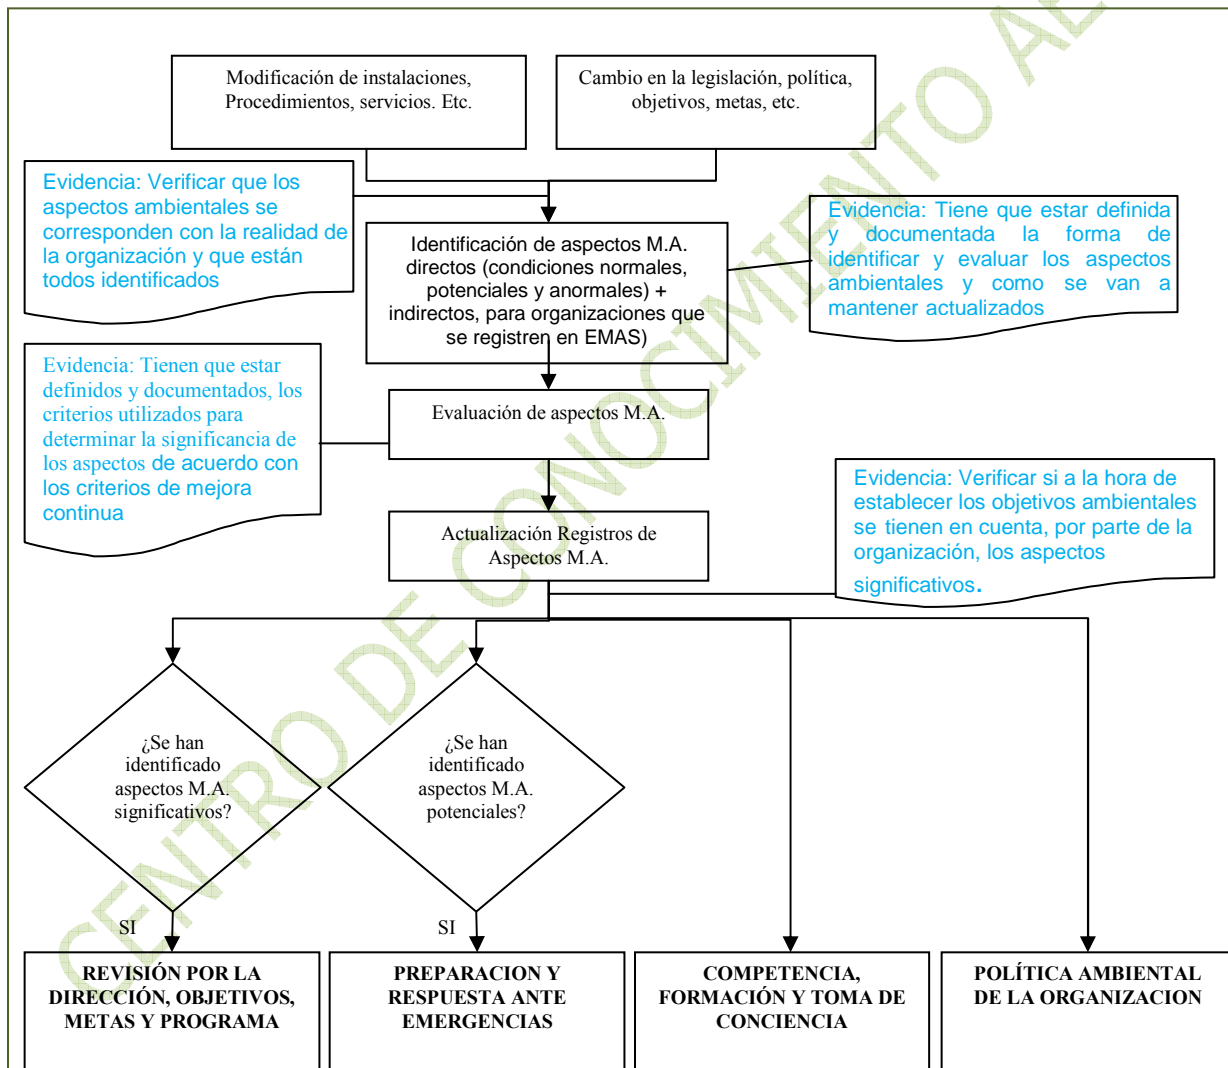 Modificación de instalaciones,
Procedimientos, servicios. Etc.
Cambio en la legislación, política,
objetivos, metas, etc.
Evidencia: Verificar que los
aspectos ambientales se
corresponden con la realidad de
la organización y que están
todos identificados
Identificación de aspectos M.A.
directos (condiciones normales,
potenciales y anormales) +
indirectos, para organizaciones que
se registren en EMAS)
Evidencia: Tiene que estar definida
y documentada la forma de
identificar y evaluar los aspectos
ambientales y como se van a
mantener actualizados
Evidencia: Tienen que estar
definidos y documentados, los
criterios utilizados para
determinar la significancia de
los aspectos de acuerdo con
los criterios de mejora
continua
Evaluación de aspectos M.A.
Evidencia: Verificar si a la hora de
establecer los objetivos ambientales
se tienen en cuenta, por parte de la
organización, los aspectos
significativos.
Actualización Registros de
Aspectos M.A.
¿Se han
identificado
aspectos M.A.
significativos?
¿Se han
identificado
aspectos M.A.
potenciales?
SI
SI
REVISIÓN POR LA
DIRECCIÓN, OBJETIVOS,
METAS Y PROGRAMA
PREPARACION Y
RESPUESTA ANTE
EMERGENCIAS
COMPETENCIA,
FORMACIÓN Y TOMA DE
CONCIENCIA
POLÍTICA AMBIENTAL
DE LA ORGANIZACION
CENTRO DE CONOCIMIENTO